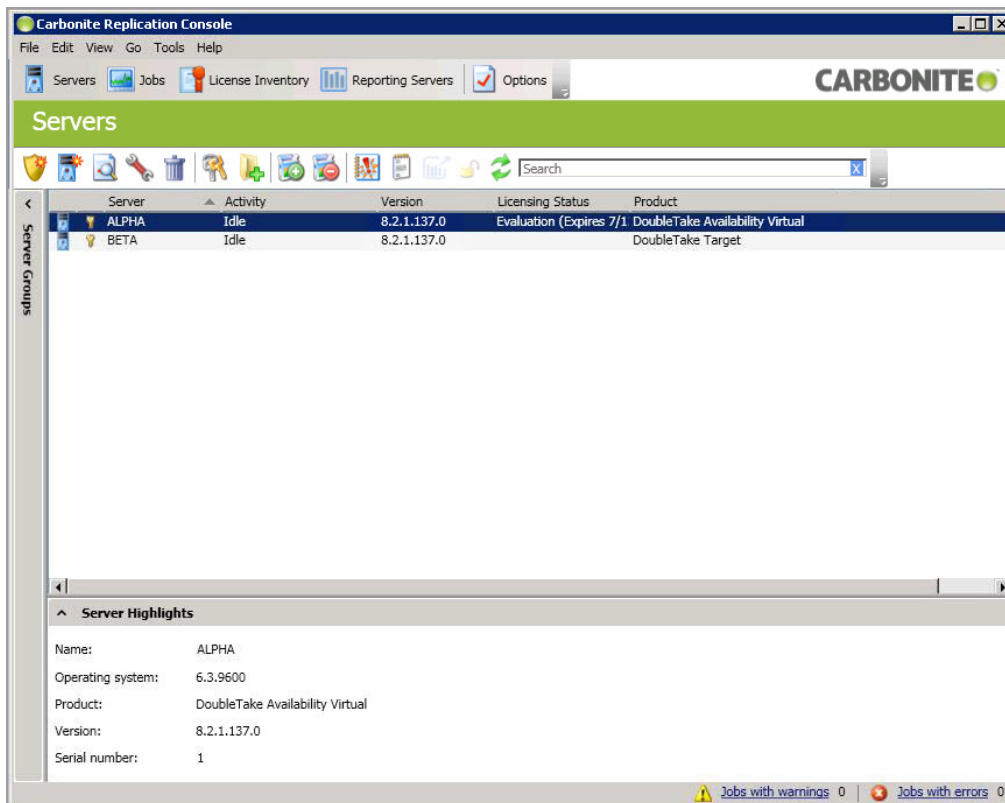 Carbonite Replication Console
File Edit View Go Tools Help
Servers Jobs License Inventory Reporting Servers Options CARBONITE
Servers
Search X
Server Groups
Server Activity Version Licensing Status Product
ALPHA Idle 8.2.1.137.0 Evaluation (Expires 7/1 DoubleTake Availability Virtual
BETA Idle 8.2.1.137.0 DoubleTake Target
Server Highlights
Name: ALPHA
Operating system: 6.3.9600
Product: DoubleTake Availability Virtual
Version: 8.2.1.137.0
Serial number: 1
Jobs with warnings 0 Jobs with errors 0